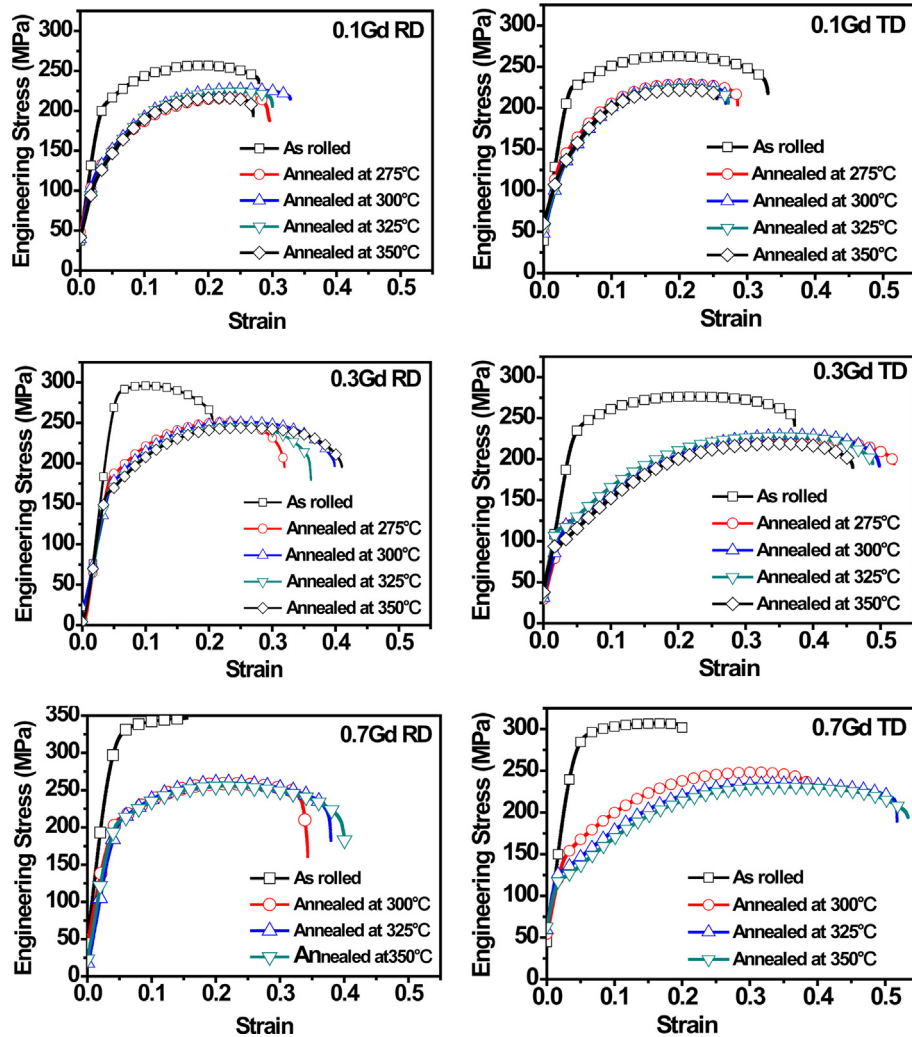 0.1Gd RD
Engineering Stress (MPa)
300
250
200
150
100
50
0
As rolled
Annealed at 275°C
Annealed at 300°C
Annealed at 325°C
Annealed at 350°C
0.0 0.1 0.2 0.3 0.4 0.5
Strain
0.1Gd TD
Engineering Stress (MPa)
300
250
200
150
100
50
0
As rolled
Annealed at 275°C
Annealed at 300°C
Annealed at 325°C
Annealed at 350°C
0.0 0.1 0.2 0.3 0.4 0.5
Strain
0.3Gd RD
Engineering Stress (MPa)
300
250
200
150
100
50
0
As rolled
Annealed at 275°C
Annealed at 300°C
Annealed at 325°C
Annealed at 350°C
0.0 0.1 0.2 0.3 0.4 0.5
Strain
0.3Gd TD
Engineering Stress (MPa)
300
250
200
150
100
50
0
As rolled
Annealed at 275°C
Annealed at 300°C
Annealed at 325°C
Annealed at 350°C
0.0 0.1 0.2 0.3 0.4 0.5
Strain
0.7Gd RD
Engineering Stress (MPa)
350
300
250
200
150
100
50
0
As rolled
Annealed at 300°C
Annealed at 325°C
Annealed at350°C
0.0 0.1 0.2 0.3 0.4 0.5
Strain
0.7Gd TD
Engineering Stress (MPa)
300
250
200
150
100
50
0
As rolled
Annealed at 300°C
Annealed at 325°C
Annealed at 350°C
0.0 0.1 0.2 0.3 0.4 0.5
Strain